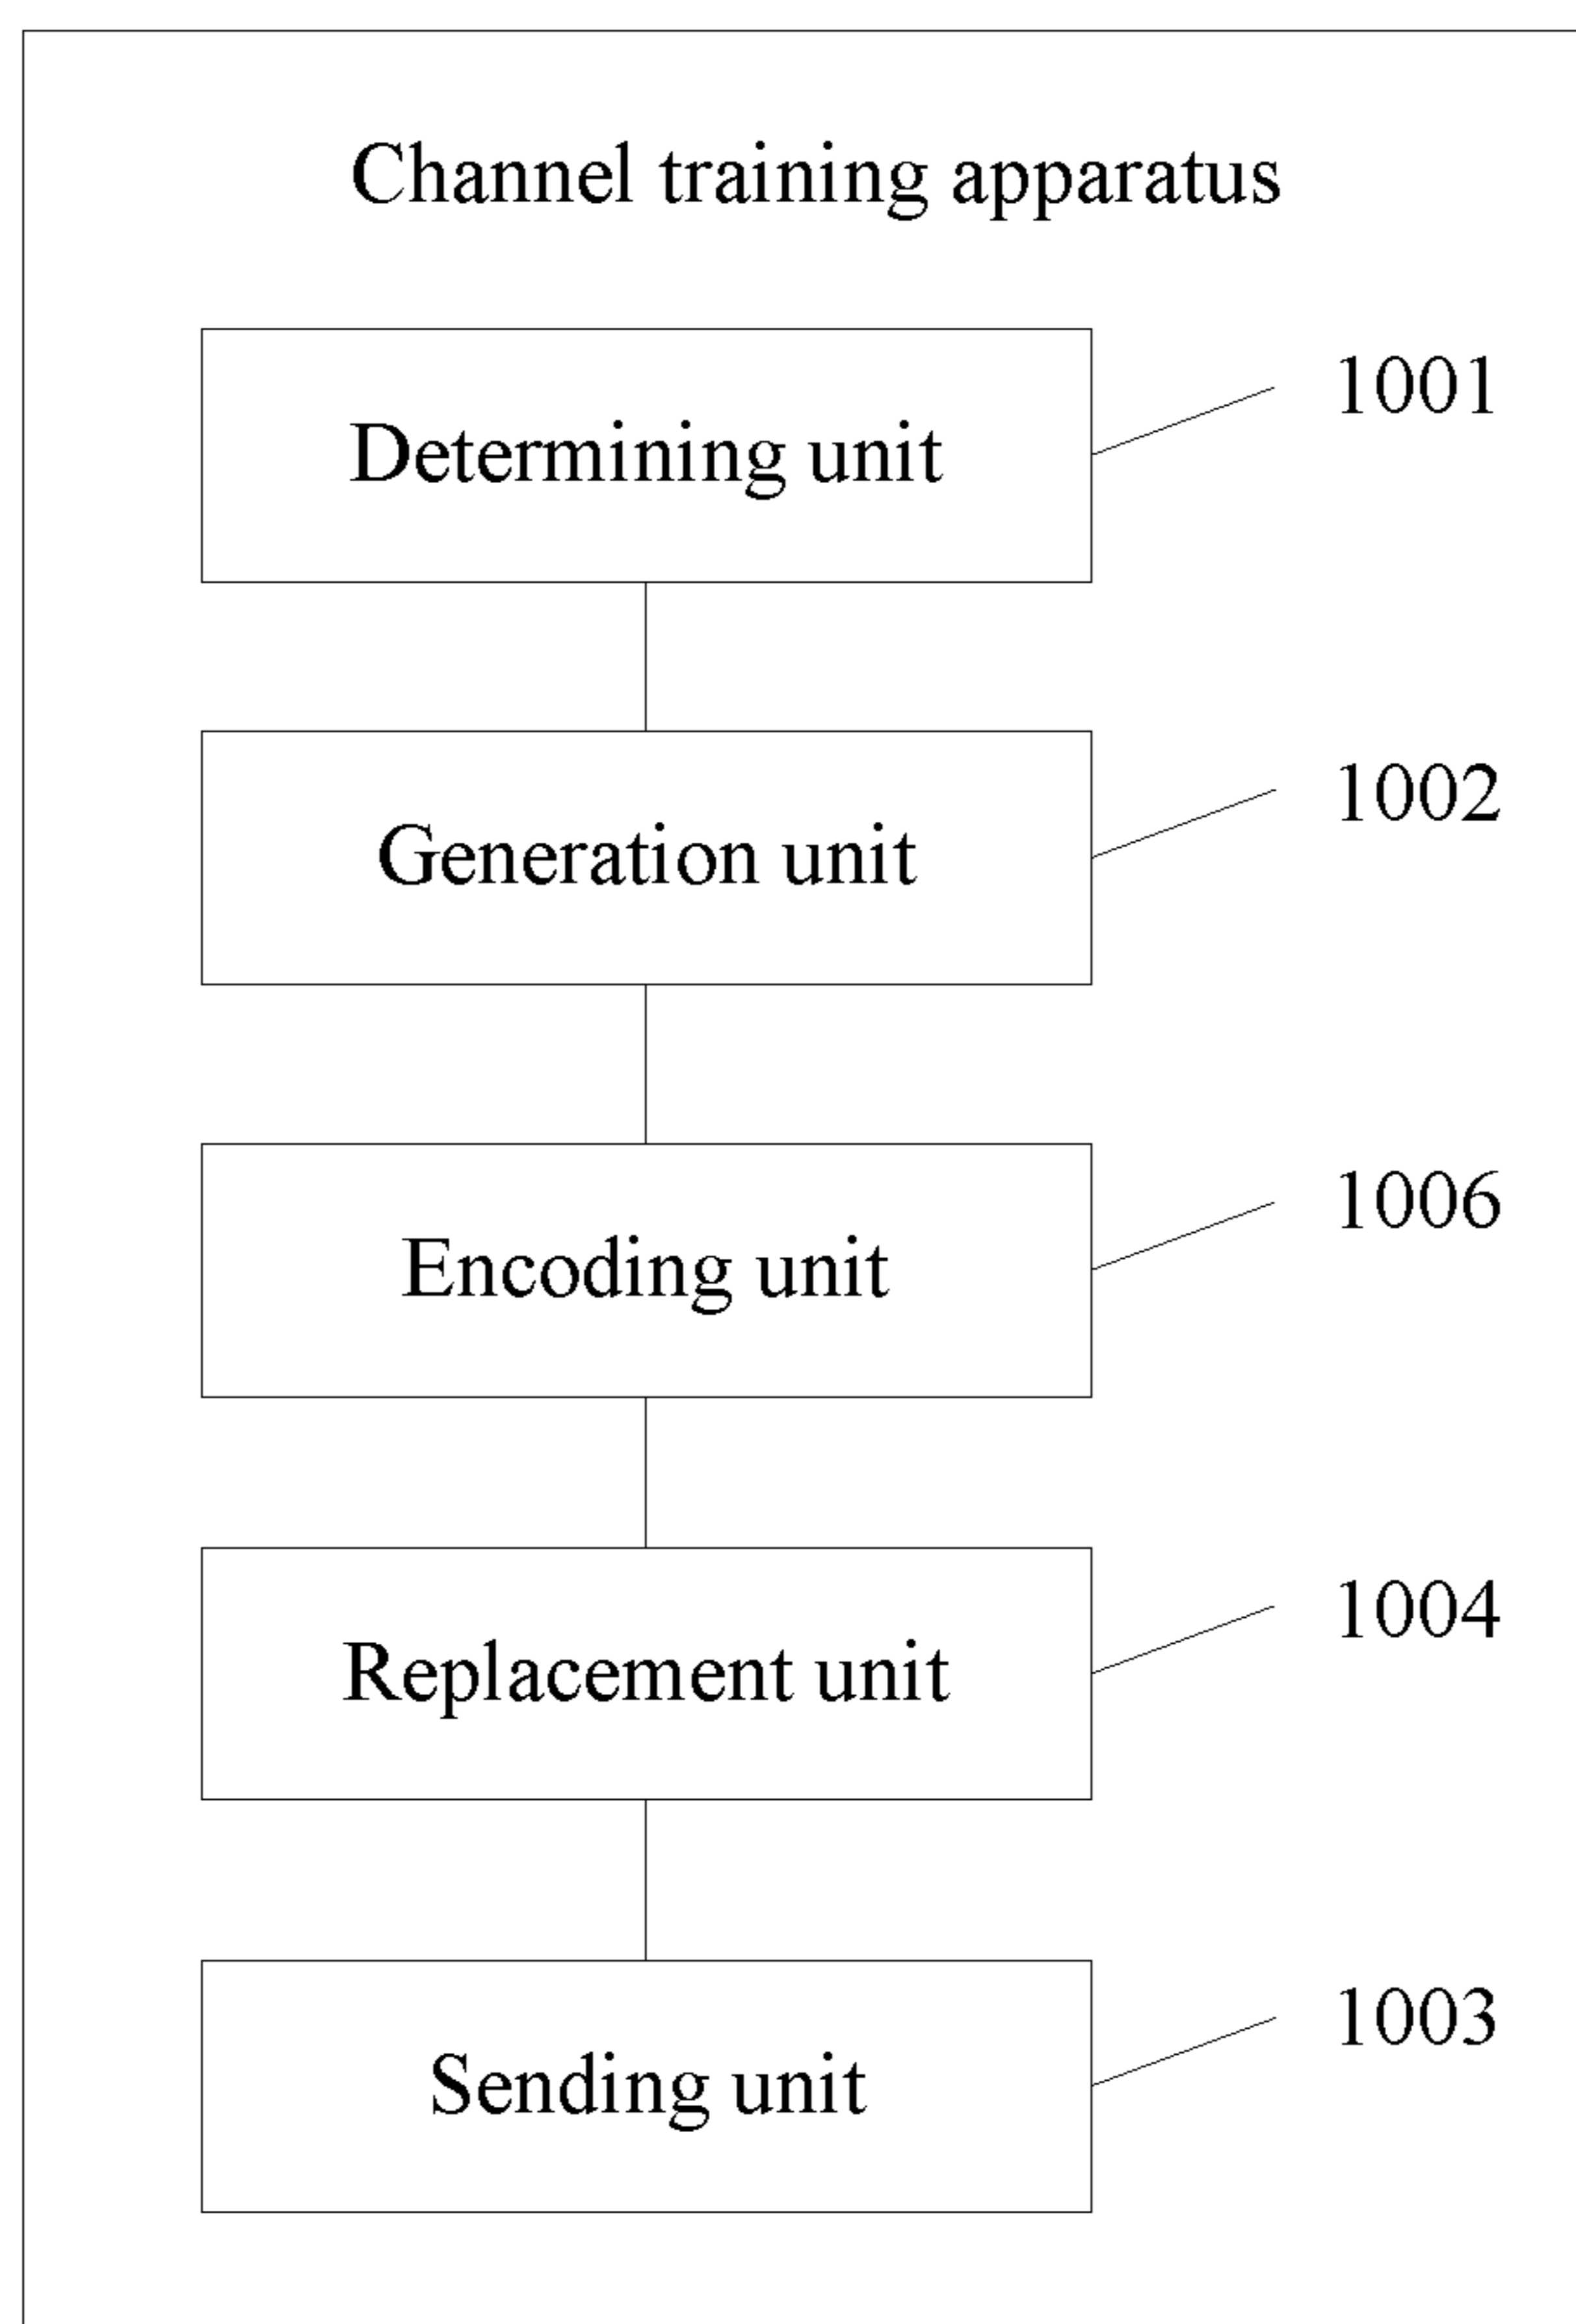 Channel training apparatus
Determining unit
1001
Generation unit
1002
Encoding unit
1006
Replacement unit
1004
Sending unit
1003